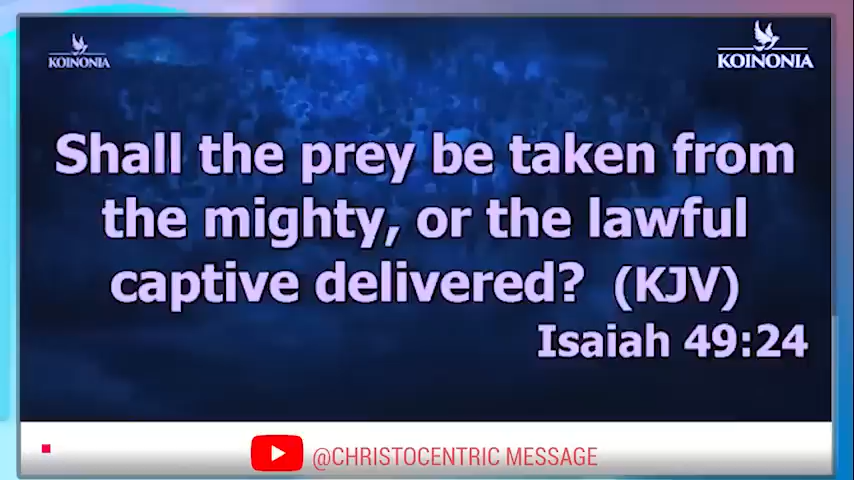 KOINONIA
KOINONIA
Shall the prey be taken from
the mighty, or the lawful
captive delivered? (KJV)
Isaiah 49:24
@CHRISTOCENTRIC MESSAGE